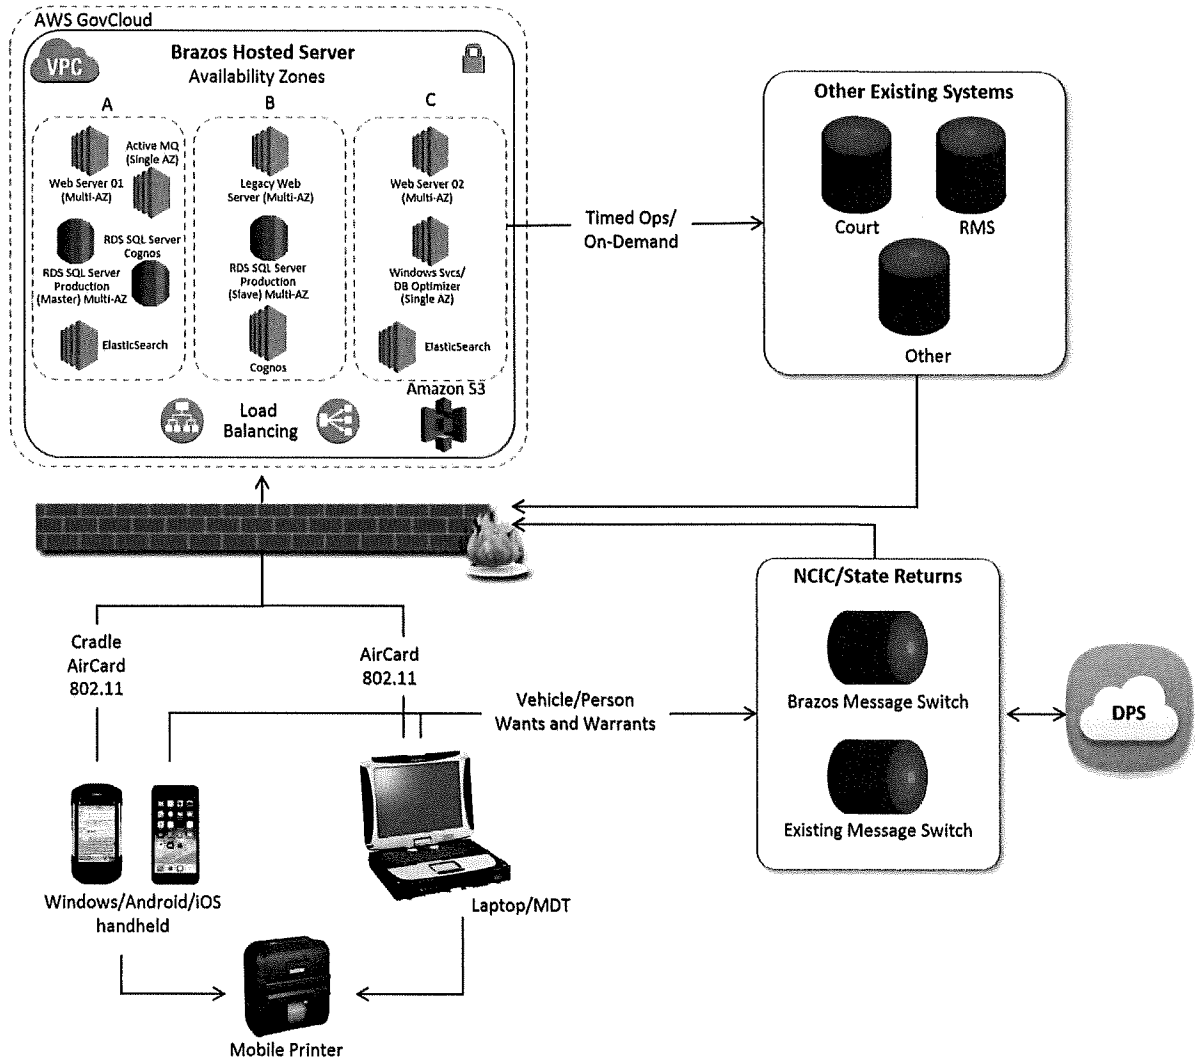 AWS GovCloud
VPC
Brazos Hosted Server
Availability Zones
A
B
C
Web Server 01
(Multi-AZ)
Active MQ
(Single AZ)
RDS SQL Server
Cognos
RDS SQL Server
Production
(Master) Multi-AZ
ElasticSearch
Legacy Web
Server (Multi-AZ)
RDS SQL Server
Production
(Slave) Multi-AZ
Cognos
Web Server 02
(Multi-AZ)
Windows Svcs/
DB Optimizer
(Single AZ)
ElasticSearch
Load
Balancing
Amazon S3
Timed Ops/
On-Demand
Other Existing Systems
Court
RMS
Other
NCIC/State Returns
Brazos Message Switch
Existing Message Switch
DPS
Cradle
AirCard
802.11
AirCard
802.11
Vehicle/Person
Wants and Warrants
Windows/Android/iOS
handheld
Laptop/MDT
Mobile Printer